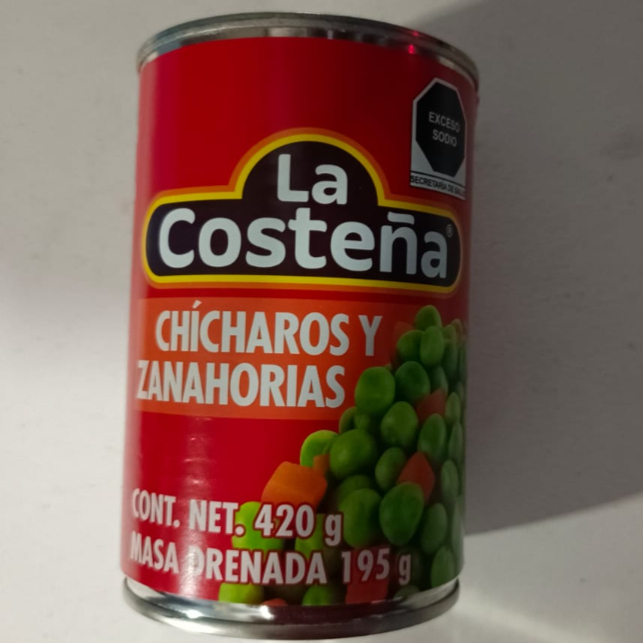 EXCESO
SODIO
SECRETARÍA DE SALUD
La
Costeña®
CHÍCHAROS Y
ZANAHORIAS
CONT. NET. 420 g
MASA DRENADA 195 g